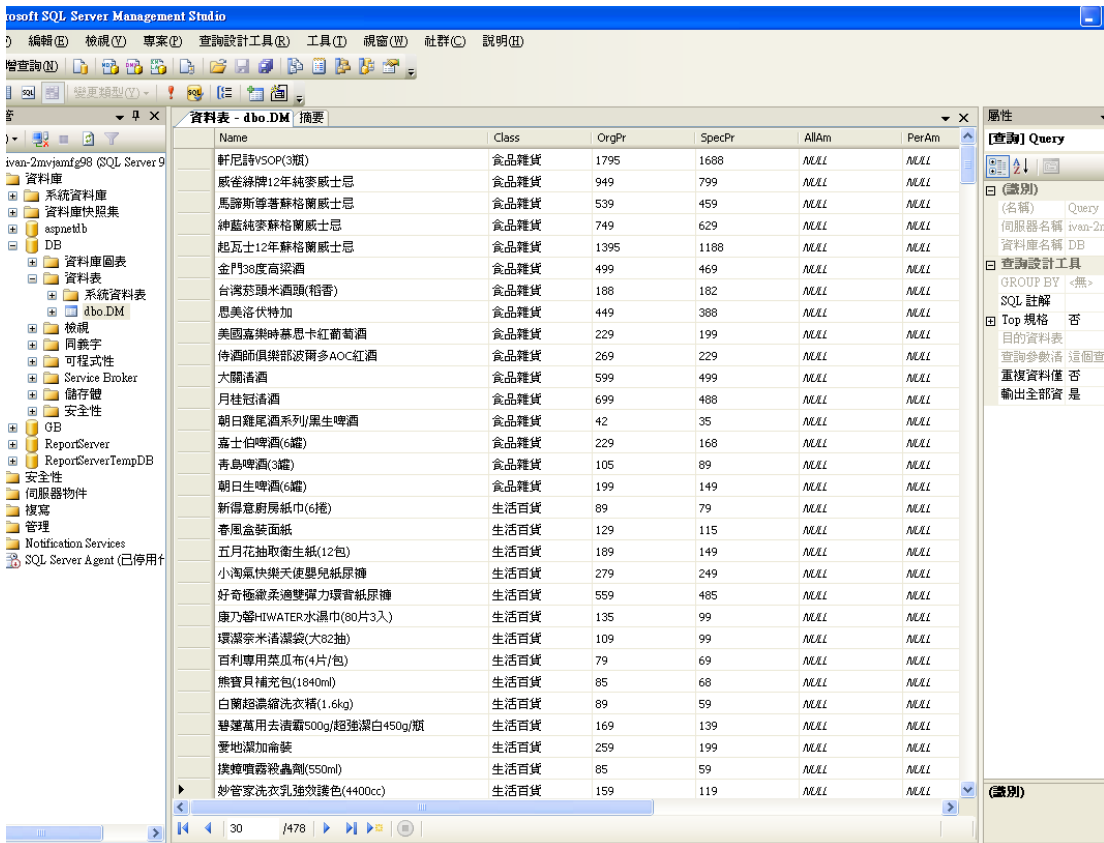 rosoft SQL Server Management Studio
編輯(E) 檢視(V) 專案(P) 查詢設計工具(R) 工具(T) 視窗(W) 社群(C) 說明(H)
增查詢(N)
變更類型(Y)
資料表 - dbo.DM 摘要
屬性
[查詢] Query
ivan-2mvjamfg98 (SQL Server 9
資料庫
系統資料庫
資料庫快照集
aspnetdb
DB
資料庫圖表
資料表
系統資料表
dbo.DM
檢視
同義字
可程式性
Service Broker
儲存體
安全性
GB
ReportServer
ReportServerTempDB
安全性
伺服器物件
複寫
管理
Notification Services
SQL Server Agent (已停用
Name Class OrgPr SpecPr AllAm PerAm
軒尼詩VSOP(3瓶) 食品雜貨 1795 1688 NULL NULL
威雀綠牌12年純麥威士忌 食品雜貨 949 799 NULL NULL
馬諦斯尊著蘇格蘭威士忌 食品雜貨 539 459 NULL NULL
紳藍純麥蘇格蘭威士忌 食品雜貨 749 629 NULL NULL
起瓦士12年蘇格蘭威士忌 食品雜貨 1395 1188 NULL NULL
金門38度高梁酒 食品雜貨 499 469 NULL NULL
台灣菸頭米酒頭(稻香) 食品雜貨 188 182 NULL NULL
思美洛伏特加 食品雜貨 449 388 NULL NULL
美國嘉樂時慕思卡紅葡萄酒 食品雜貨 229 199 NULL NULL
侍酒師俱樂部波爾多AOC紅酒 食品雜貨 269 229 NULL NULL
大關清酒 食品雜貨 599 499 NULL NULL
月桂冠清酒 食品雜貨 699 488 NULL NULL
朝日雞尾酒系列/黑生啤酒 食品雜貨 42 35 NULL NULL
嘉士伯啤酒(6罐) 食品雜貨 229 168 NULL NULL
青島啤酒(3罐) 食品雜貨 105 89 NULL NULL
朝日生啤酒(6罐) 食品雜貨 199 149 NULL NULL
新得意廚房紙巾(6捲) 生活百貨 89 79 NULL NULL
春風盒裝面紙 生活百貨 129 115 NULL NULL
五月花抽取衛生紙(12包) 生活百貨 189 149 NULL NULL
小淘氣快樂天使嬰兒紙尿褲 生活百貨 279 249 NULL NULL
好奇極緻柔適雙彈力環腰紙尿褲 生活百貨 559 485 NULL NULL
康乃馨HIWATER水濕巾(80片3入) 生活百貨 135 99 NULL NULL
環潔奈米清潔袋(大82抽) 生活百貨 109 99 NULL NULL
百利專用菜瓜布(4片/包) 生活百貨 79 69 NULL NULL
熊寶貝補充包(1840ml) 生活百貨 85 68 NULL NULL
白蘭超濃縮洗衣精(1.6kg) 生活百貨 89 59 NULL NULL
碧蓮萬用去漬霸500g/超強潔白450g/瓶 生活百貨 169 139 NULL NULL
愛地潔加侖裝 生活百貨 259 199 NULL NULL
撲蟑噴霧殺蟲劑(550ml) 生活百貨 85 59 NULL NULL
妙管家洗衣乳強效護色(4400cc) 生活百貨 159 119 NULL NULL
30 /478
(識別)
(名稱) Query
伺服器名稱 ivan-2m
資料庫名稱 DB
查詢設計工具
GROUP BY <無>
SQL 註解
Top 規格 否
目的資料表
查詢參數清 這個查
重複資料僅 否
輸出全部資 是
(識別)